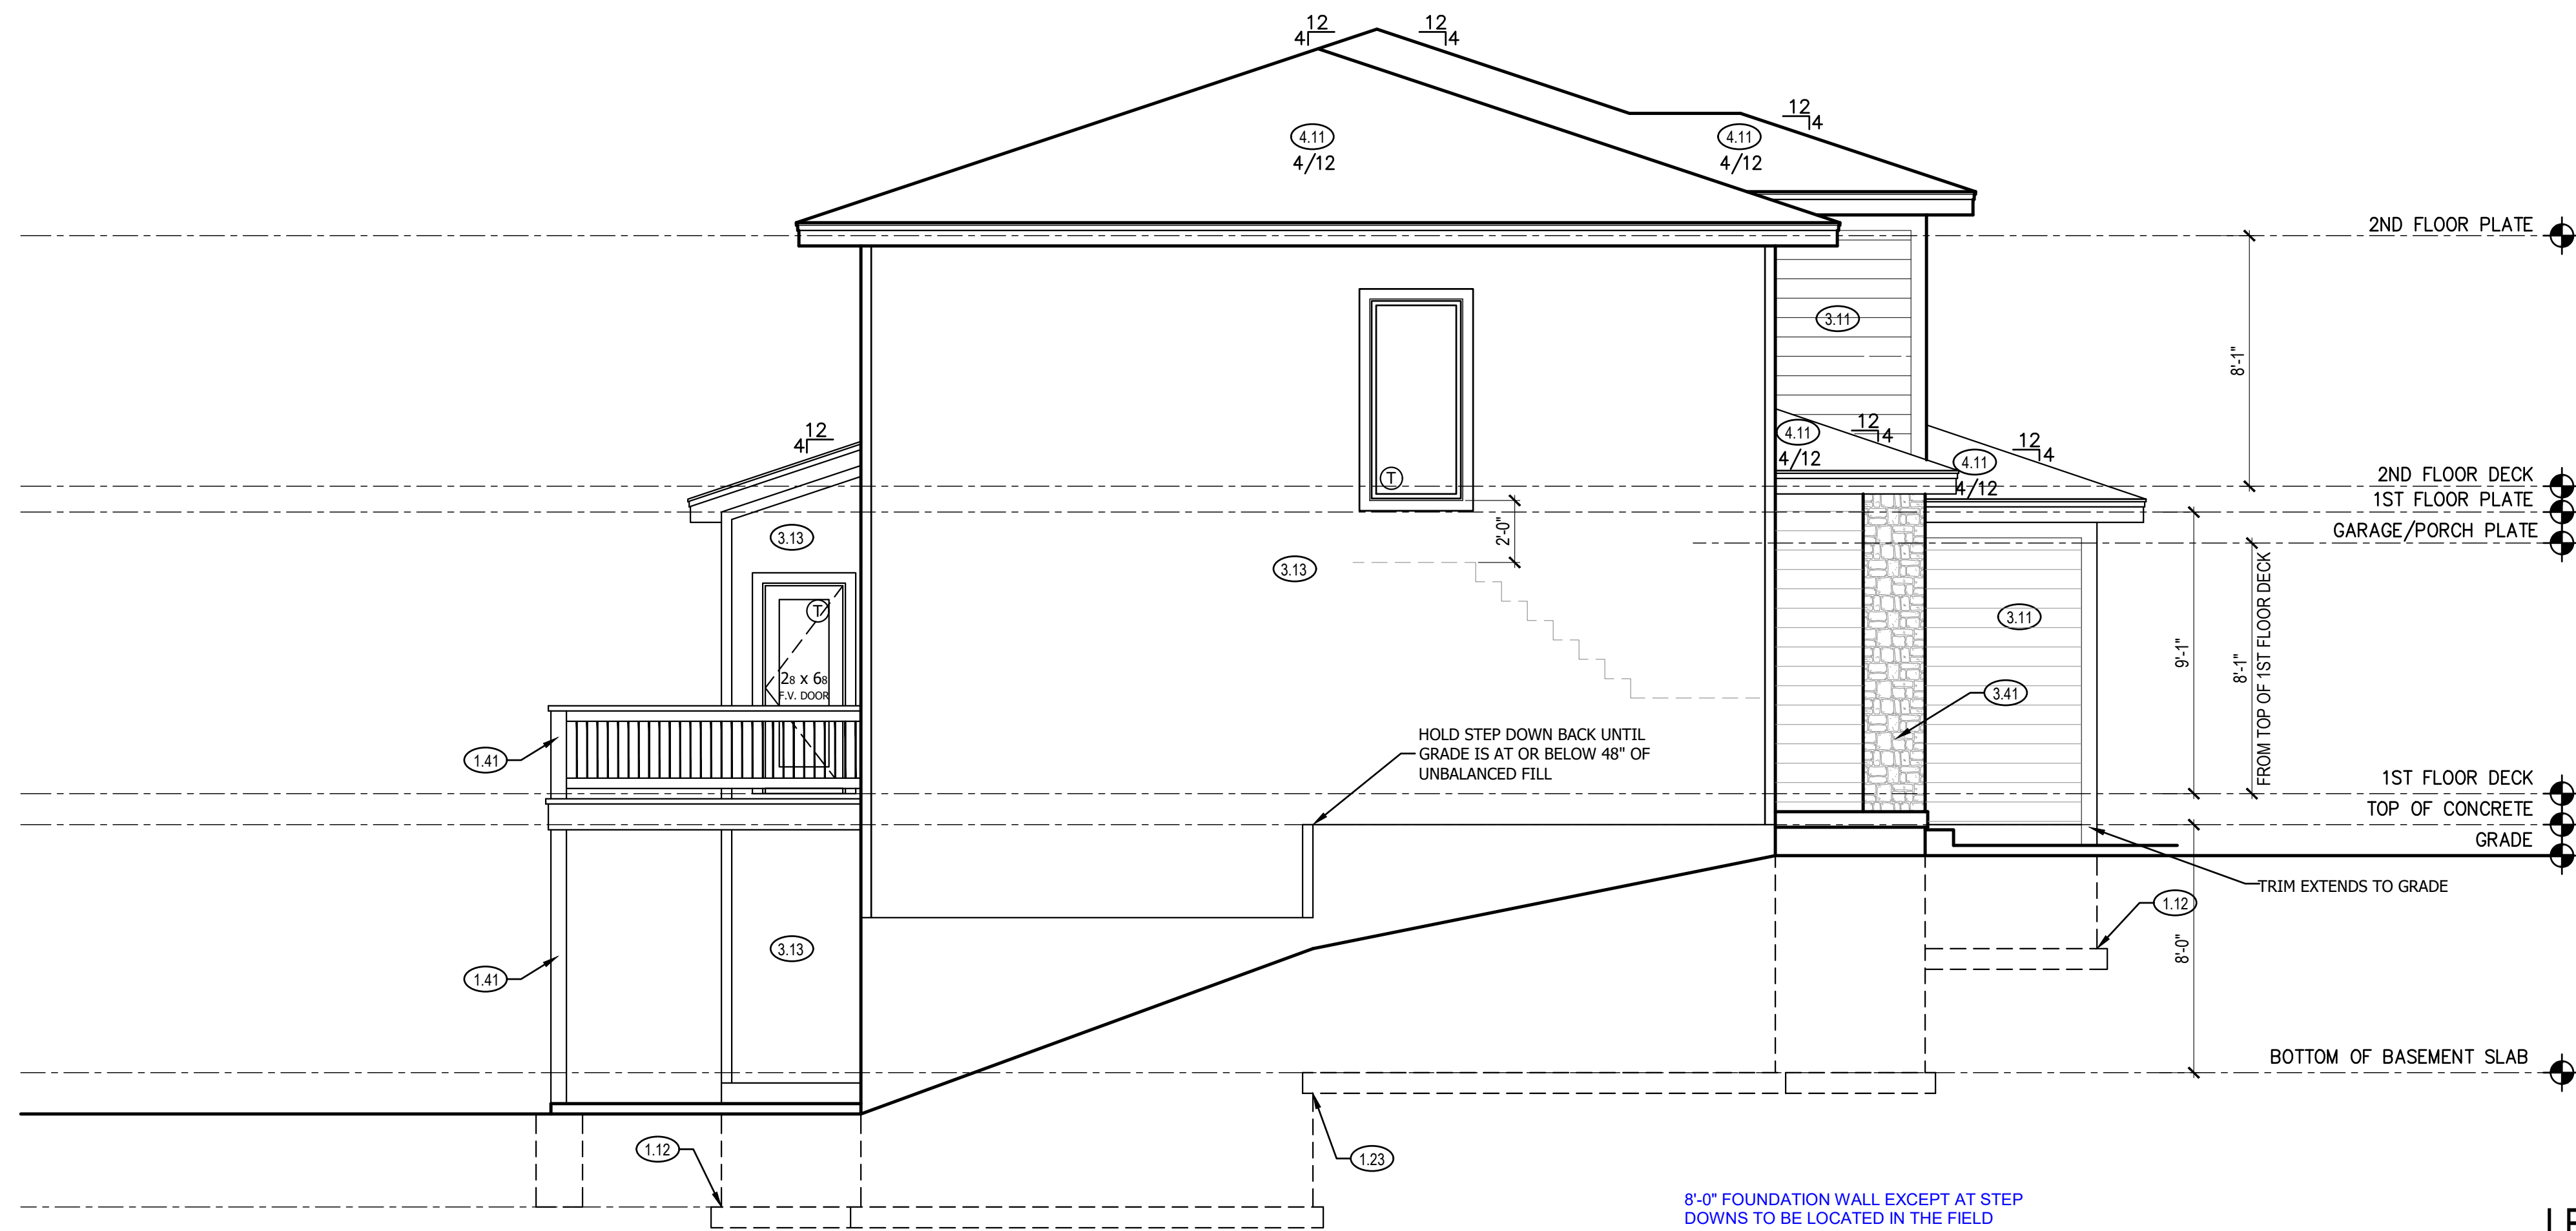 12
4
12
4
12
4
4.11
4/12
4.11
4/12
2ND FLOOR PLATE
3.11
8'-1"
12
4
12
4
4.11
4/12
12
4
4.11
4/12
2ND FLOOR DECK
1ST FLOOR PLATE
GARAGE/PORCH PLATE
T
2'-0"
3.13
3.13
T
28 x 68
F.V. DOOR
3.11
3.41
9'-1"
8'-1"
FROM TOP OF 1ST FLOOR DECK
1.41
HOLD STEP DOWN BACK UNTIL
GRADE IS AT OR BELOW 48" OF
UNBALANCED FILL
1ST FLOOR DECK
TOP OF CONCRETE
GRADE
TRIM EXTENDS TO GRADE
1.12
8'-0"
3.13
1.41
BOTTOM OF BASEMENT SLAB
1.12
1.23
8'-0" FOUNDATION WALL EXCEPT AT STEP
DOWNS TO BE LOCATED IN THE FIELD